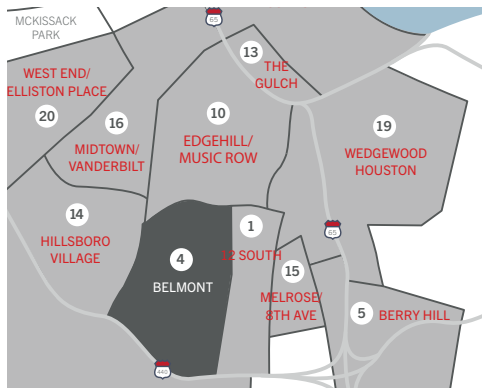 MCKISSACK
PARK
65
13
THE
GULCH
WEST END/
ELLISTON PLACE
20
16
MIDTOWN/
VANDERBILT
10
EDGEHILL/
MUSIC ROW
19
WEDGEWOOD
HOUSTON
14
HILLSBORO
VILLAGE
4
BELMONT
1
12 SOUTH
65
15
MELROSE/
8TH AVE
5
BERRY HILL
440